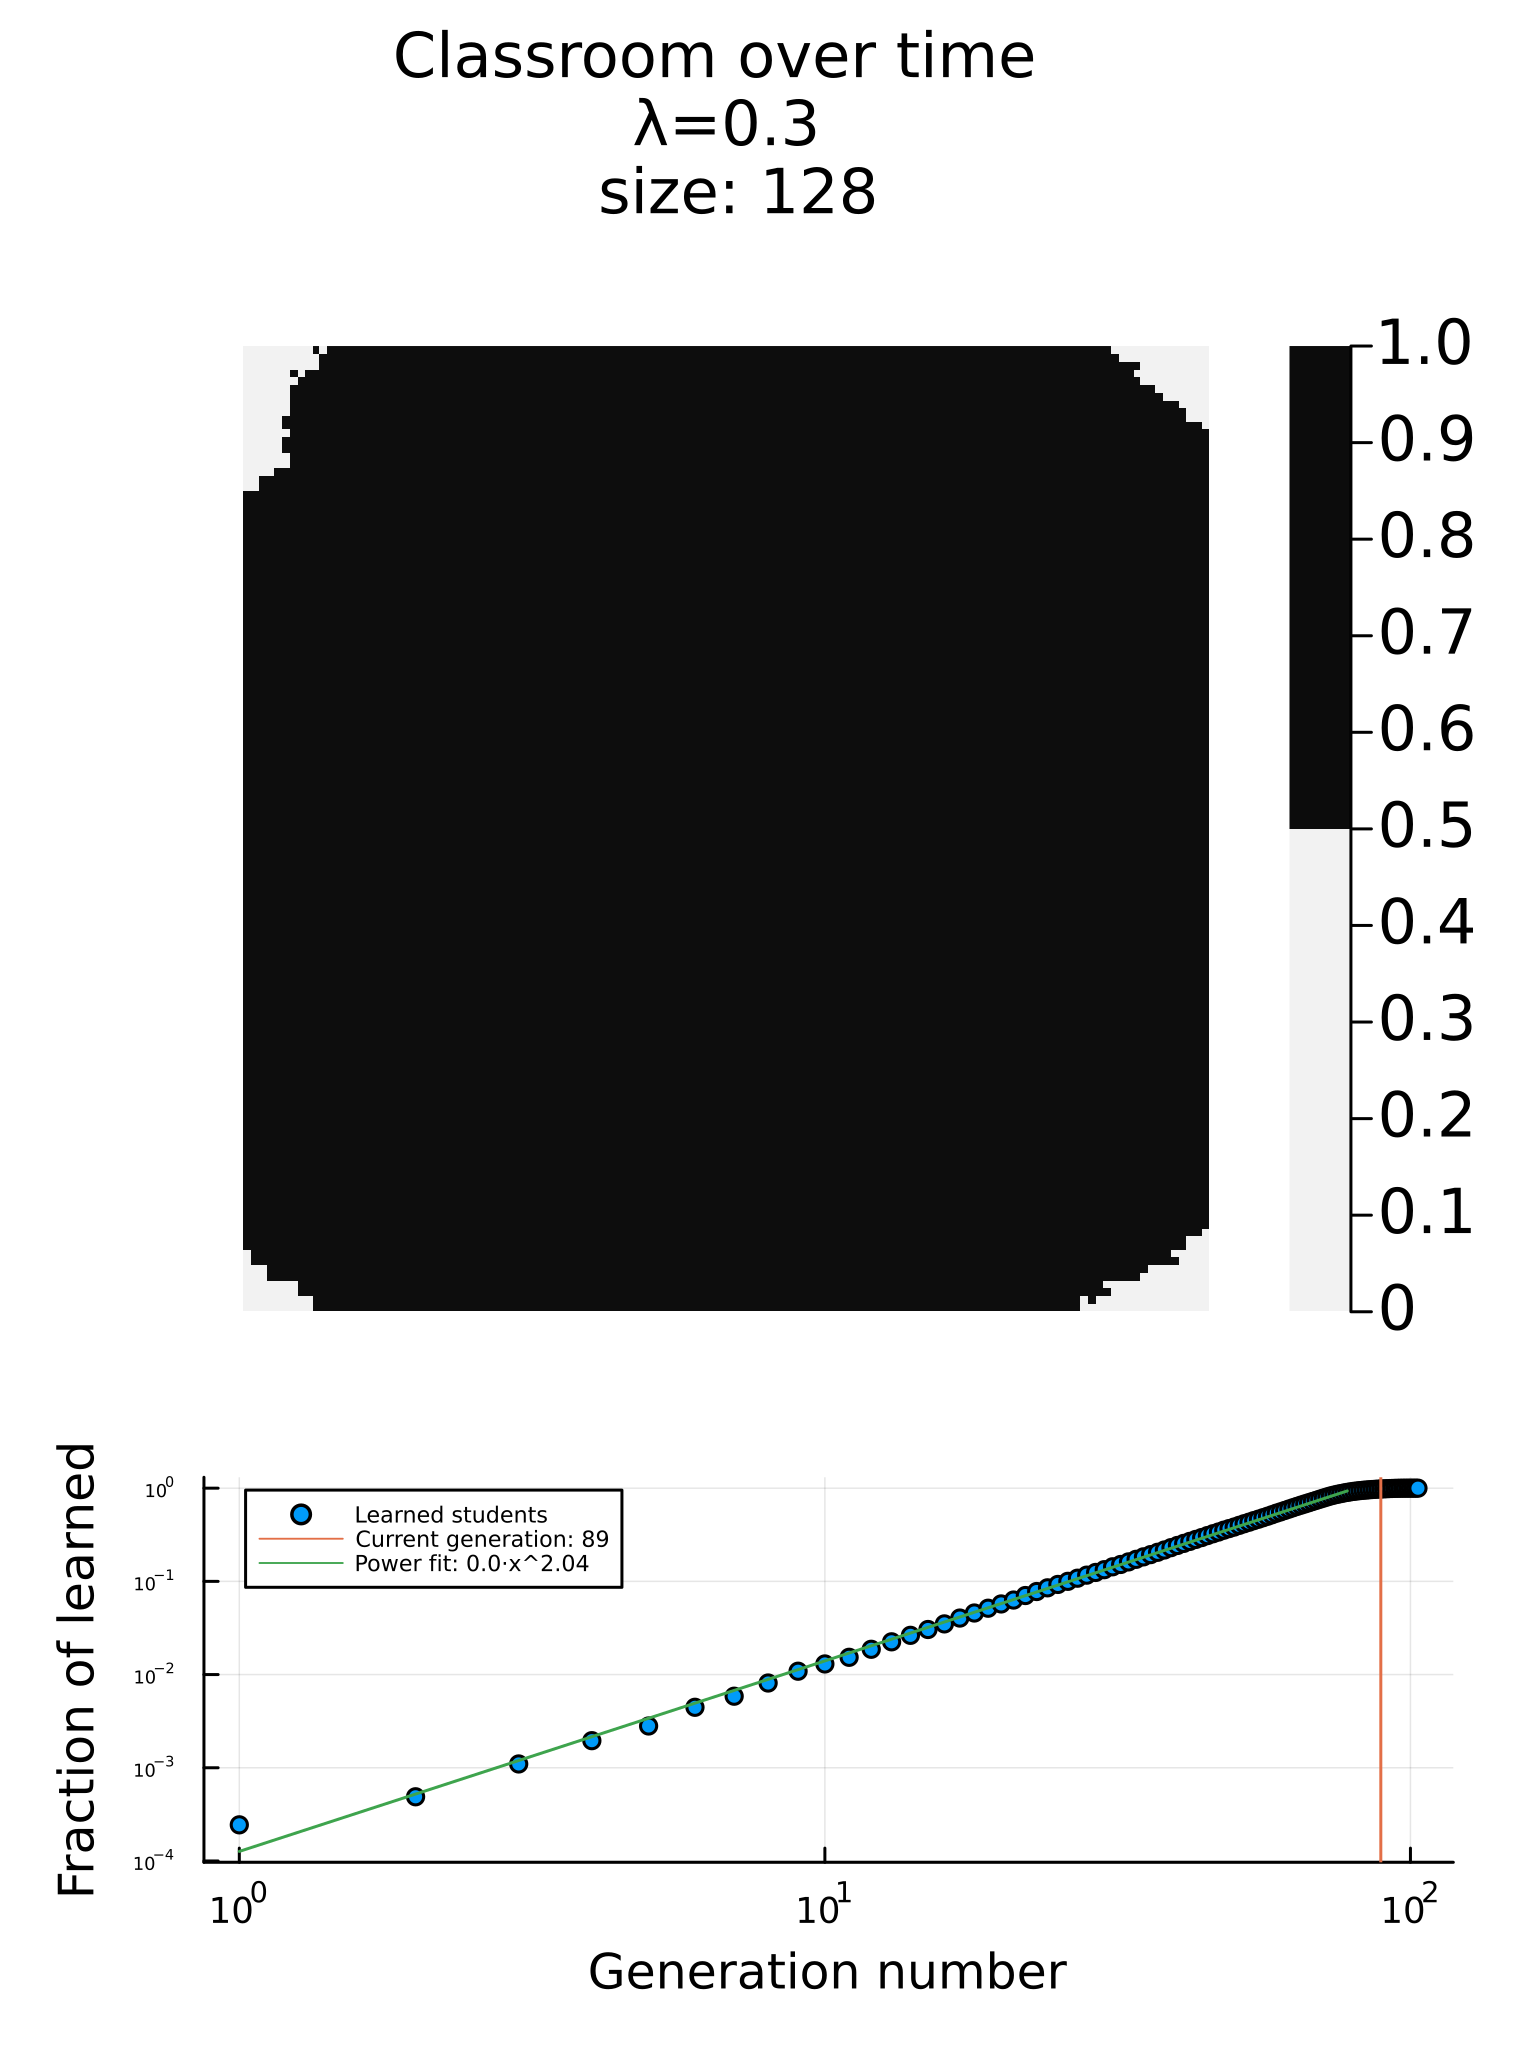 Classroom over time
λ=0.3
size: 128
1.0
0.9
0.8
0.7
0.6
0.5
0.4
0.3
0.2
0.1
0
Fraction of learned
10^0
10^-1
10^-2
10^-3
10^-4
Learned students
Current generation: 89
Power fit: 0.0·x^2.04
10^0
10^1
10^2
Generation number